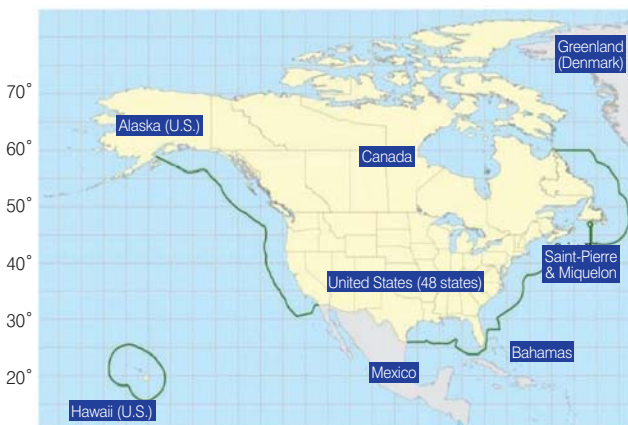 Greenland
(Denmark)
70˚
Alaska (U.S.)
60˚
Canada
50˚
Saint-Pierre
& Miquelon
40˚
United States (48 states)
30˚
Bahamas
Mexico
20˚
Hawaii (U.S.)